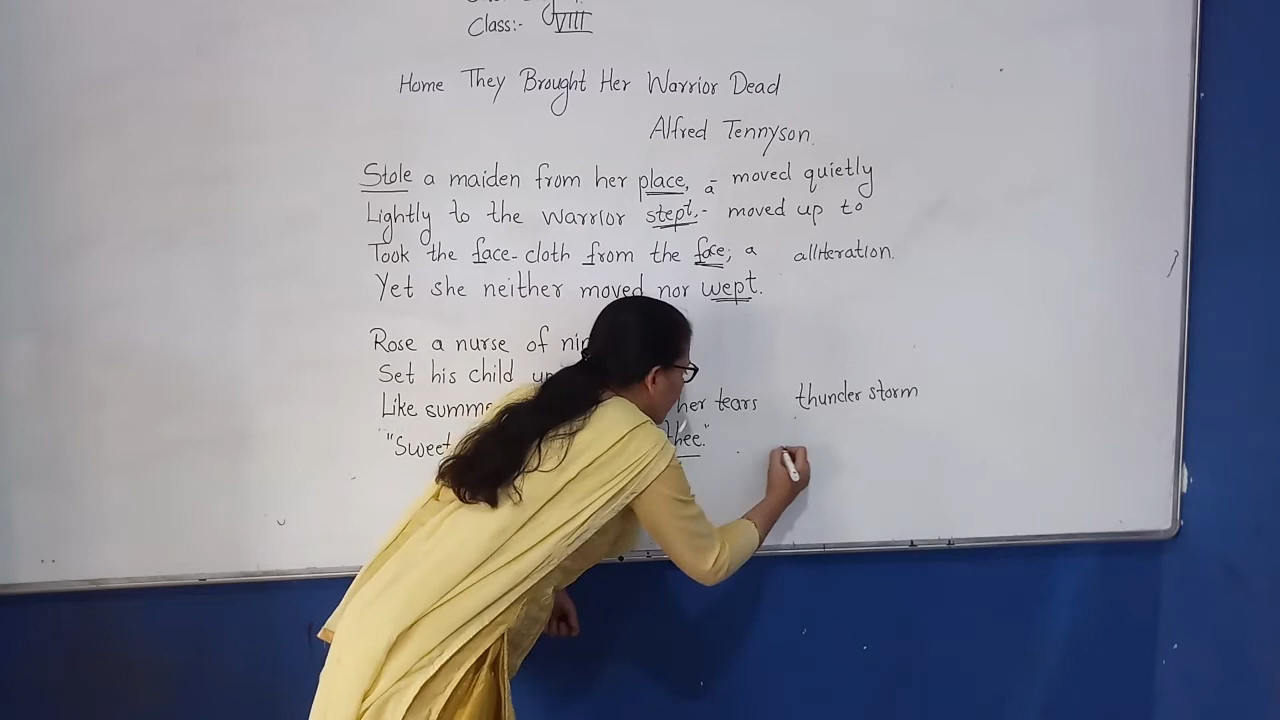 Class:- VIII
Home They Brought Her Warrior Dead
Alfred Tennyson.
Stole a maiden from her place, a - moved quietly
Lightly to the warrior stept.- moved up to
Took the face-cloth from the face; a alliteration.
Yet she neither moved nor wept.
Rose a nurse of
Set his child
Like her tears thunder storm
"Sweet thee."